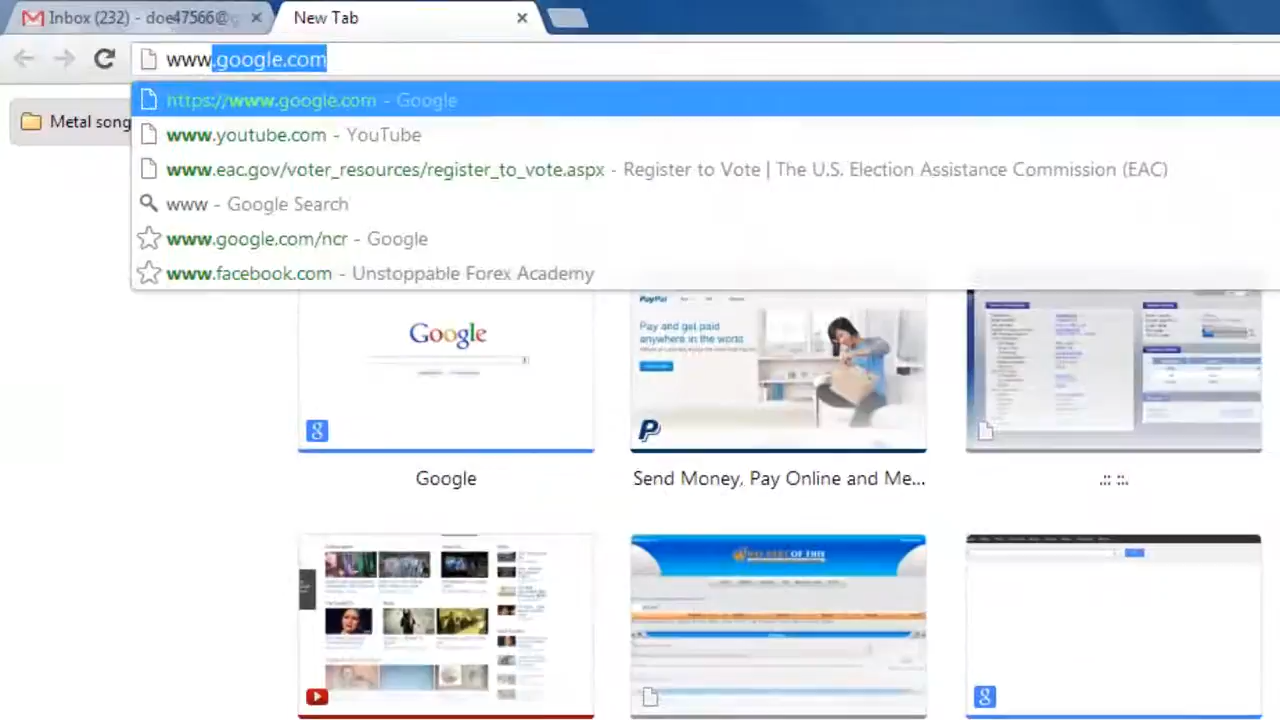 Inbox (232) - doe47566@g
New Tab
www.google.com
Metal song
https://www.google.com - Google
www.youtube.com - YouTube
www.eac.gov/voter_resources/register_to_vote.aspx - Register to Vote | The U.S. Election Assistance Commission (EAC)
www - Google Search
www.google.com/ncr - Google
www.facebook.com - Unstoppable Forex Academy
Google
PayPal
Pay and get paid
anywhere in the world
Google
Send Money, Pay Online and Me...
.:: ::.